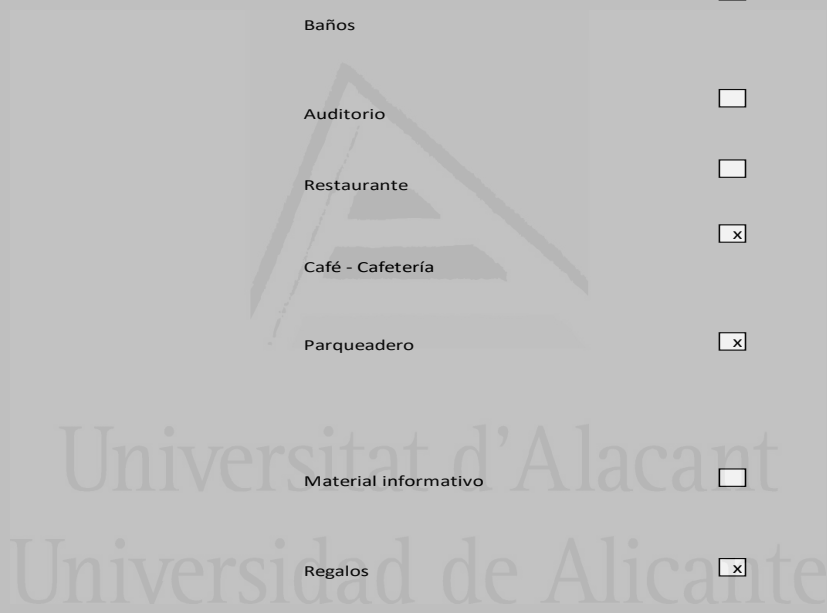 Baños
Auditorio
Restaurante
x
Café - Cafetería
Parqueadero x
Universitat d'Alacant
Material informativo
Universidad de Alicante
Regalos x